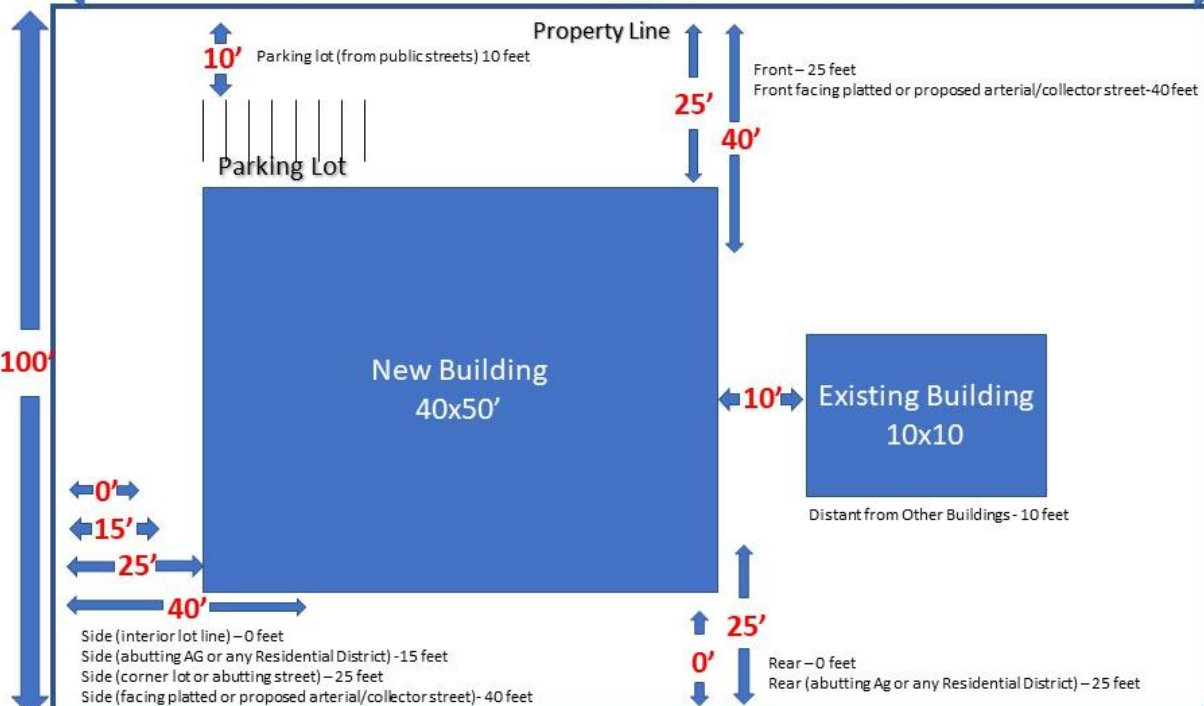 Property Line
10’ Parking lot (from public streets) 10 feet
Front – 25 feet
Front facing platted or proposed arterial/collector street-40 feet
25’
40’
Parking Lot
100’
New Building
40x50’
10’
Existing Building
10x10
Distant from Other Buildings - 10 feet
0’
15’
25’
40’
Side (interior lot line) – 0 feet
Side (abutting AG or any Residential District) -15 feet
Side (corner lot or abutting street) – 25 feet
Side (facing platted or proposed arterial/collector street)- 40 feet
25’
0’
Rear – 0 feet
Rear (abutting Ag or any Residential District) – 25 feet